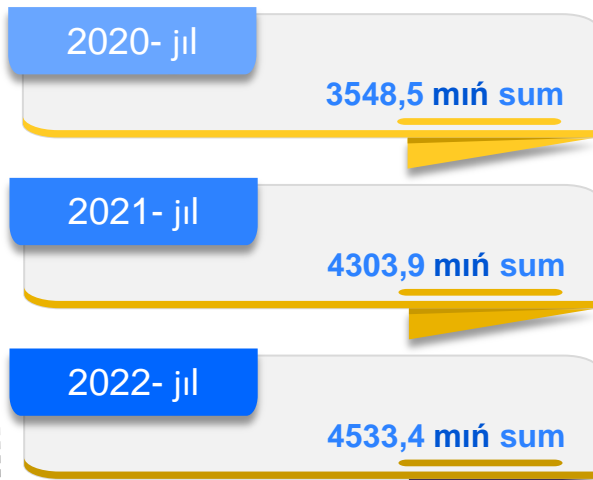 2020- jıl
3548,5 mıń sum
2021- jıl
4303,9 mıń sum
2022- jıl
4533,4 mıń sum